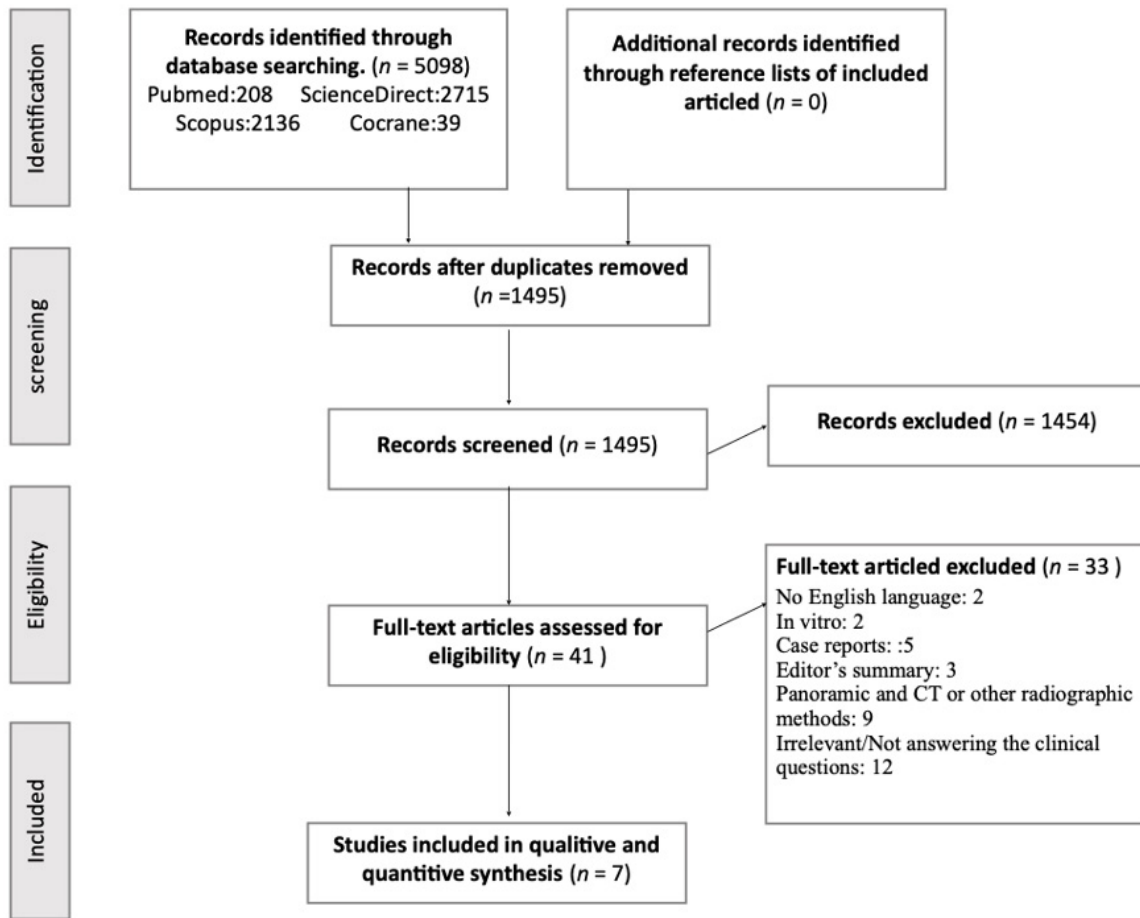 Identification
Records identified through
database searching. (n = 5098)
Pubmed:208 ScienceDirect:2715
Scopus:2136 Cocrane:39
Additional records identified
through reference lists of included
articled (n = 0)
screening
Records after duplicates removed
(n =1495)
Records screened (n = 1495)
Records excluded (n = 1454)
Eligibility
Full-text articles assessed for
eligibility (n = 41 )
Full-text articled excluded (n = 33 )
No English language: 2
In vitro: 2
Case reports: :5
Editor’s summary: 3
Panoramic and CT or other radiographic
methods: 9
Irrelevant/Not answering the clinical
questions: 12
Included
Studies included in qualitive and
quantitive synthesis (n = 7)